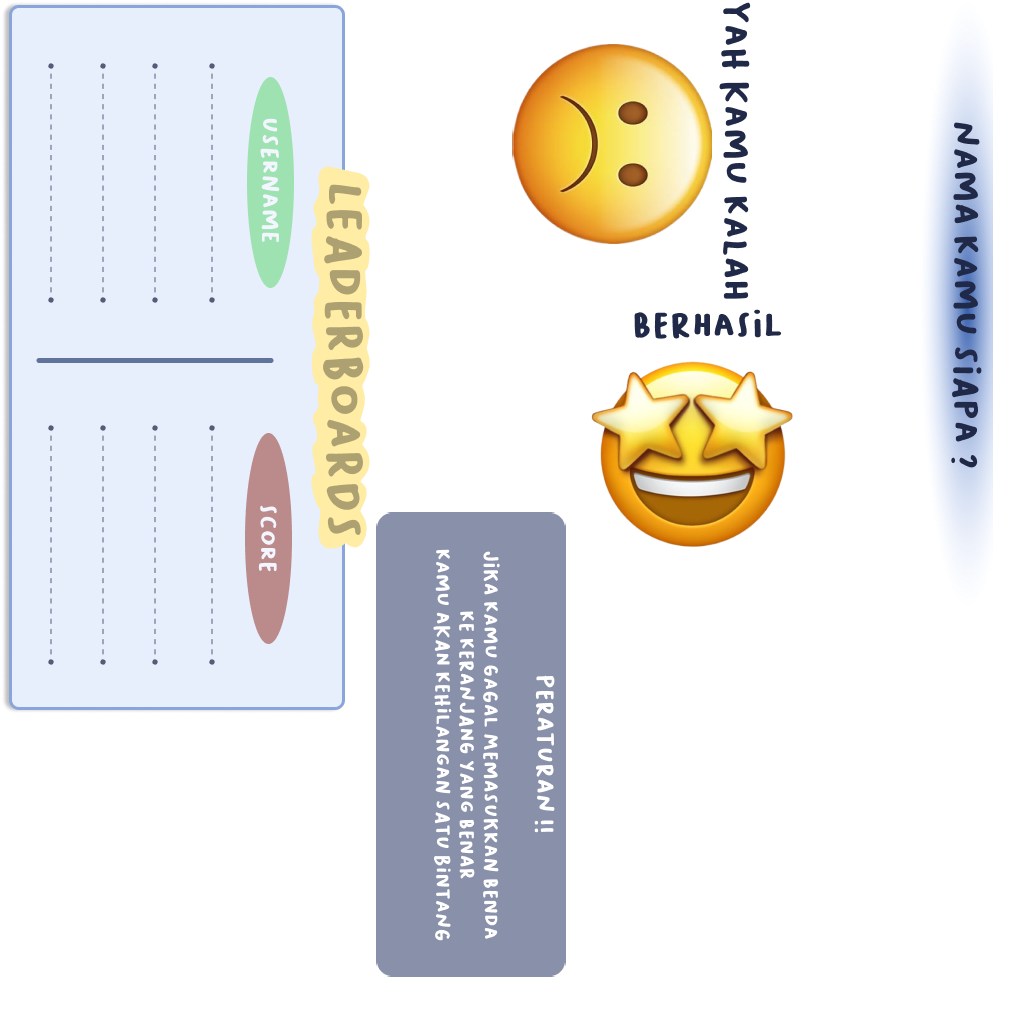 LEADERBOARDS
USERNAME
SCORE
YAH KAMU KALAH
BERHASiL
NAMA KAMU SiAPA ?
PERATURAN !!
JiKA KAMU GAGAL MEMASUKKAN BENDA
KE KERANJANG YANG BENAR
KAMU AKAN KEHiLANGAN SATU BiNTANG